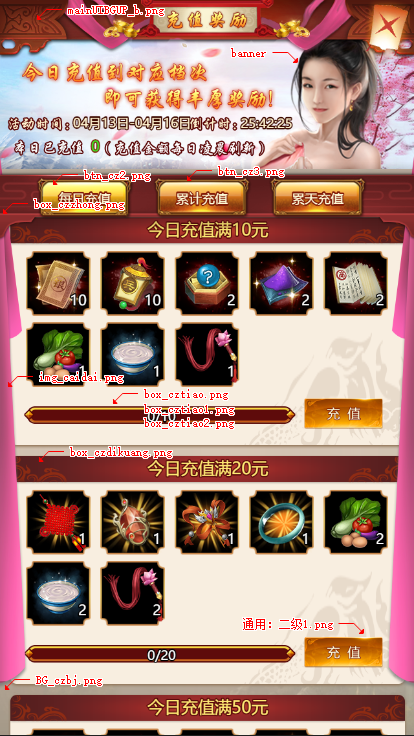 mainUIBGUP_b.png
充值奖励
banner
今日充值到对应档次
即可获得丰厚奖励!
活动时间:04月13日-04月16日倒计时:25:42:25
本日已充值 0 (充值金额每日凌晨刷新)
btn_cz2.png
btn_cz3.png
每日充值
累计充值
累天充值
box_czzhong.png
今日充值满10元
10
10
2
2
2
1
1
1
img_caidai.png
box_cztiao.png
box_cztiao1.png
0/10
box_cztiao2.png
充 值
box_czdikuang.png
今日充值满20元
1
1
1
1
2
2
2
通用:二级1.png
0/20
充 值
BG_czbj.png
今日充值满50元